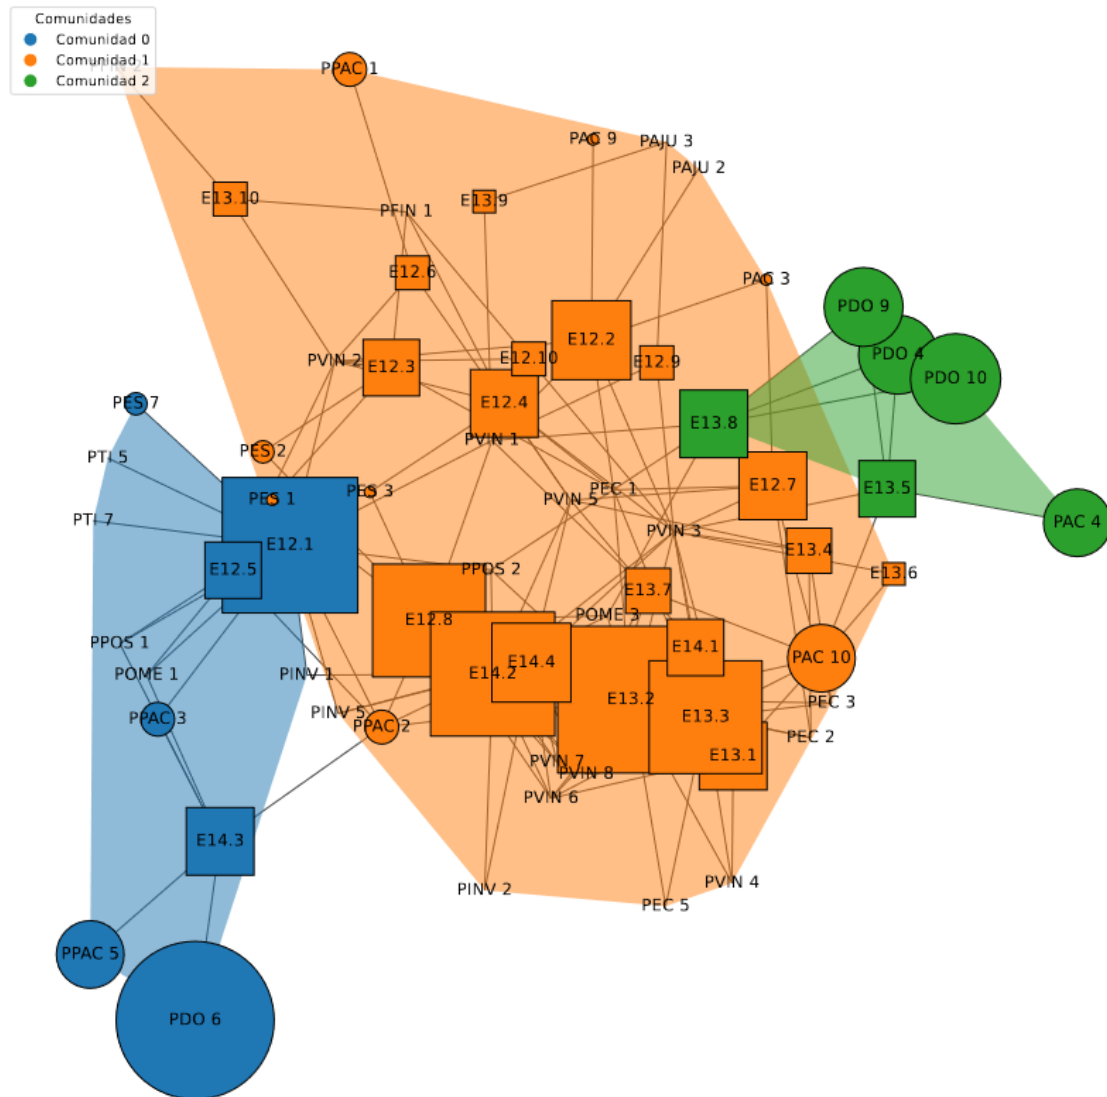 Comunidades
Comunidad 0
Comunidad 1
Comunidad 2
PFIN 2
PPAC 1
PAC 9
PAJU 3
PAJU 2
E13.10
E13.9
PFIN 1
E12.6
PAC 3
PDO 9
E12.2
PDO 4
E12.10
PVIN 2
E12.9
E12.3
PDO 10
E12.4
PES 7
E13.8
PVIN 1
PES 2
PTI 5
E12.7
PES 1
PES 3
PEC 1
PVIN 5
E13.5
PTI 7
PVIN 3
PAC 4
E12.1
E13.4
E12.5
PPOS 2
E13.6
E13.7
POME 3
E12.8
PPOS 1
E14.1
PAC 10
E14.4
POME 1
PINV 1
E14.2
E13.2
PEC 3
PINV 5
E13.3
PPAC 3
PPAC 2
PEC 2
E13.1
PVIN 7
PVIN 8
PVIN 6
E14.3
PVIN 4
PINV 2
PEC 5
PPAC 5
PDO 6